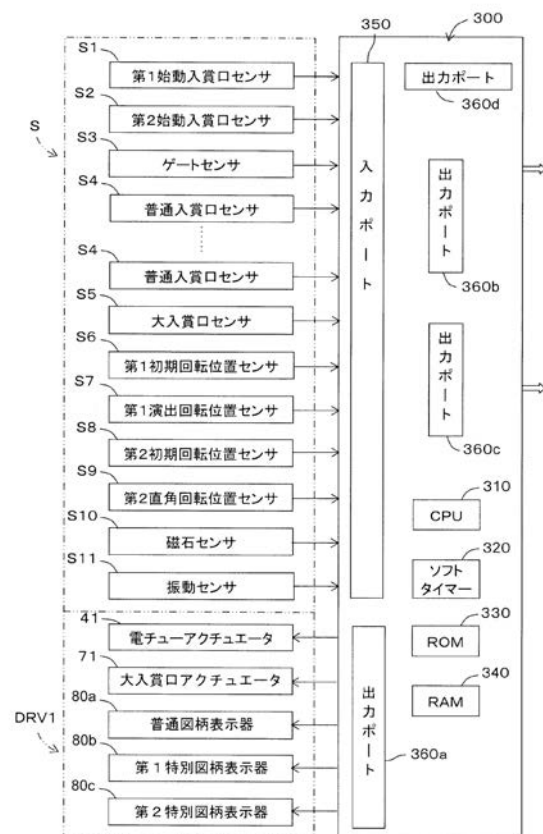 300
350
S1
第1始動入賞口センサ
S2
第2始動入賞口センサ
S
S3
ゲートセンサ
S4
普通入賞口センサ
S4
普通入賞口センサ
S5
大入賞口センサ
S6
第1初期回転位置センサ
S7
第1演出回転位置センサ
S8
第2初期回転位置センサ
S9
第2直角回転位置センサ
S10
磁石センサ
S11
振動センサ
入力ポート
出力ポート
360d
出力ポート
360b
出力ポート
360c
310
CPU
320
ソフト
タイマー
330
ROM
340
RAM
41
電チューアクチュエータ
71
大入賞口アクチュエータ
DRV1
80a
普通図柄表示器
80b
第1特別図柄表示器
80c
第2特別図柄表示器
出力ポート
360a